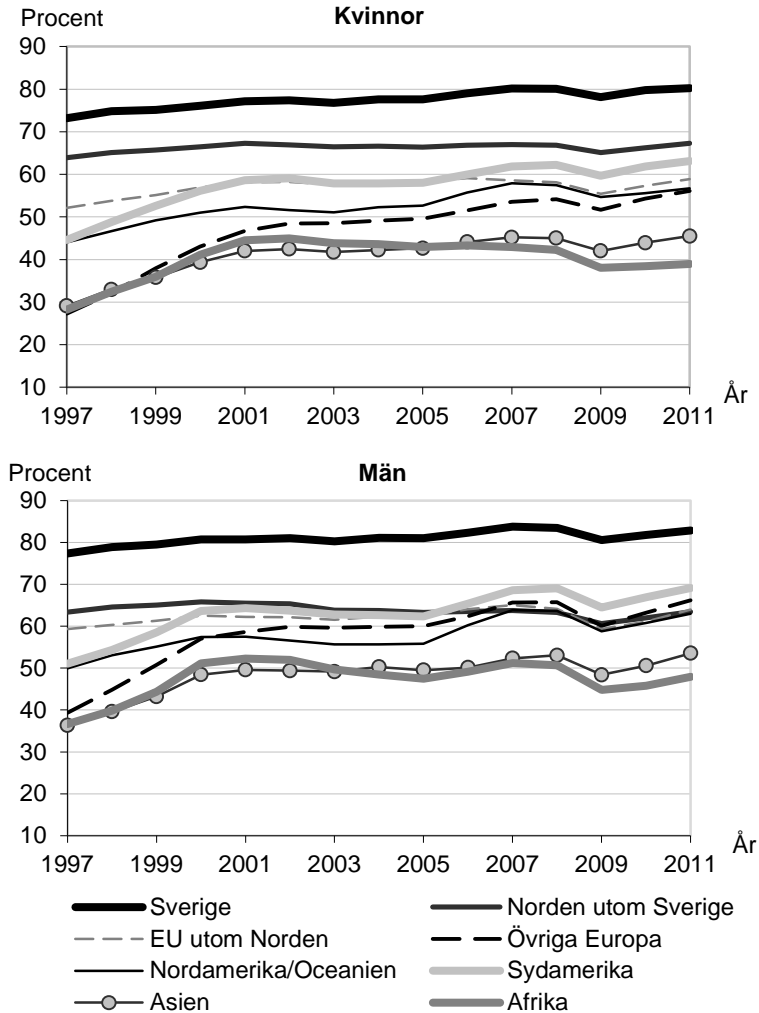 Procent Kvinnor
90
80
70
60
50
40
30
20
10
1997 1999 2001 2003 2005 2007 2009 2011 År
Procent Män
90
80
70
60
50
40
30
20
10
1997 1999 2001 2003 2005 2007 2009 2011 År
Sverige Norden utom Sverige
EU utom Norden Övriga Europa
Nordamerika/Oceanien Sydamerika
Asien Afrika